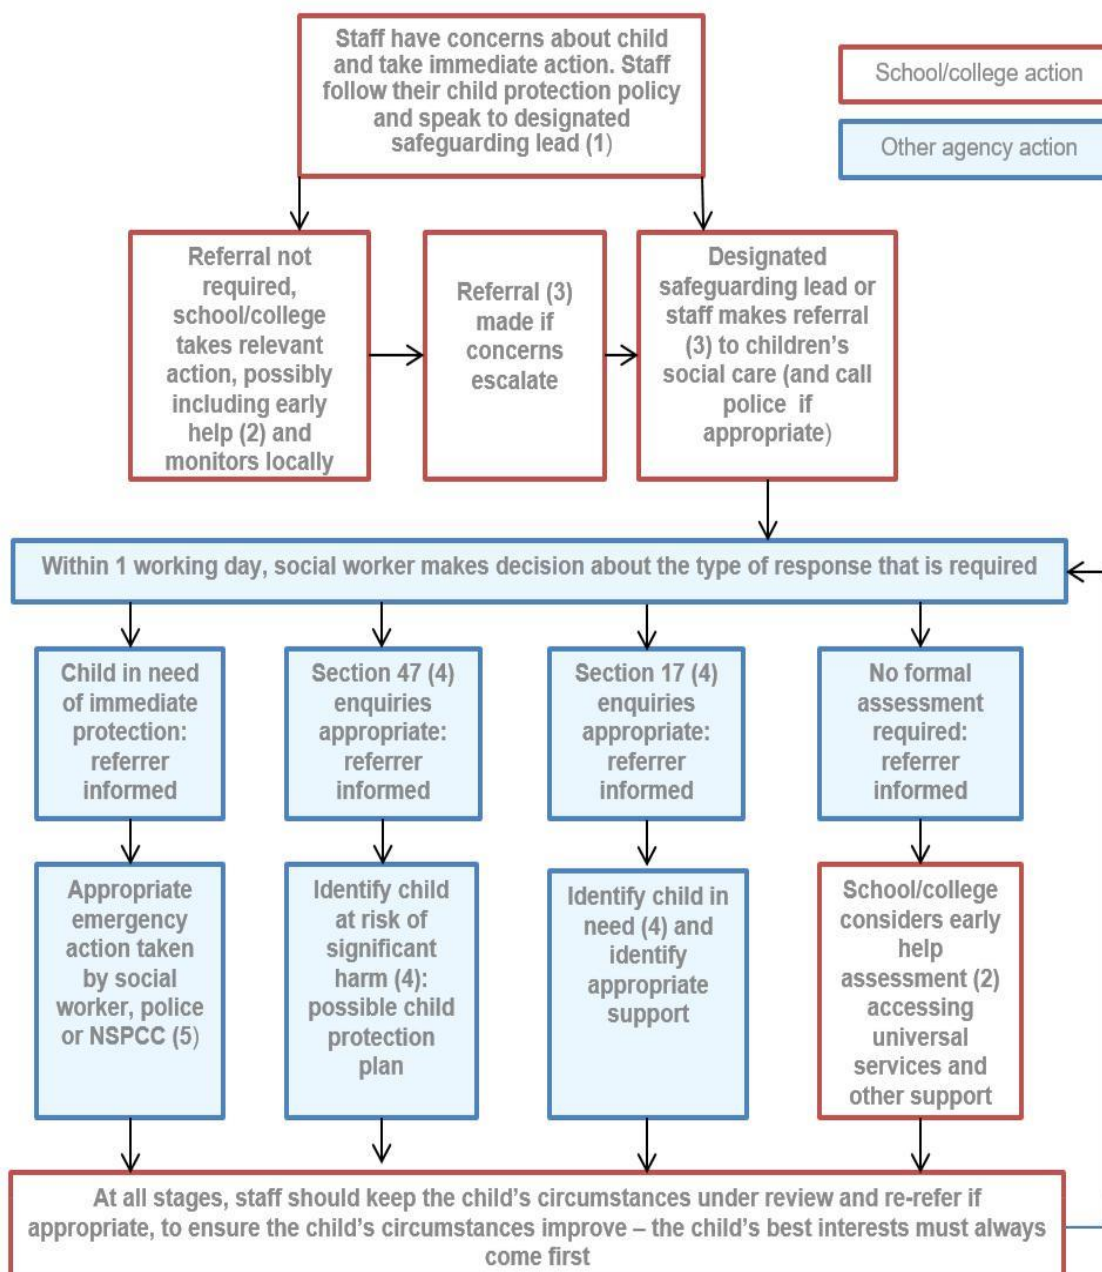 Staff have concerns about child
and take immediate action. Staff
follow their child protection policy
and speak to designated
safeguarding lead (1)
School/college action
Other agency action
Referral not
required,
school/college
takes relevant
action, possibly
including early
help (2) and
monitors locally
Referral (3)
made if
concerns
escalate
Designated
safeguarding lead or
staff makes referral
(3) to children's
social care (and call
police if
appropriate)
Within 1 working day, social worker makes decision about the type of response that is required
Child in need
of immediate
protection:
referrer
informed
Section 47 (4)
enquiries
appropriate:
referrer
informed
Section 17 (4)
enquiries
appropriate:
referrer
informed
No formal
assessment
required:
referrer
informed
Appropriate
emergency
action taken
by social
worker, police
or NSPCC (5)
Identify child
at risk of
significant
harm (4):
possible child
protection
plan
Identify child in
need (4) and
identify
appropriate
support
School/college
considers early
help
assessment (2)
accessing
universal
services and
other support
At all stages, staff should keep the child's circumstances under review and re-refer if
appropriate, to ensure the child's circumstances improve – the child's best interests must always
come first